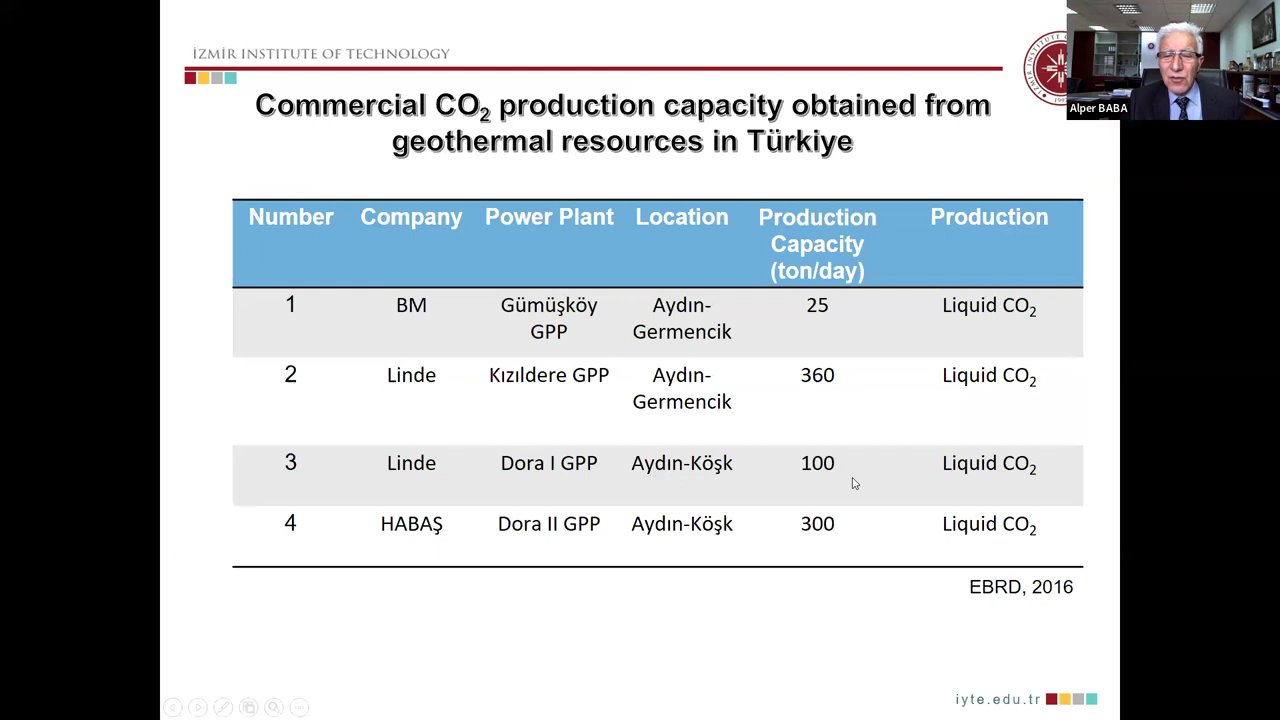 İZMİR INSTITUTE OF TECHNOLOGY
Alper BABA
Commercial CO₂ production capacity obtained from
geothermal resources in Türkiye
Number Company Power Plant Location Production Capacity (ton/day) Production
1 BM Gümüşköy GPP Aydın-Germencik 25 Liquid CO₂
2 Linde Kızıldere GPP Aydın-Germencik 360 Liquid CO₂
3 Linde Dora I GPP Aydın-Köşk 100 Liquid CO₂
4 HABAŞ Dora II GPP Aydın-Köşk 300 Liquid CO₂
EBRD, 2016
iyte.edu.tr